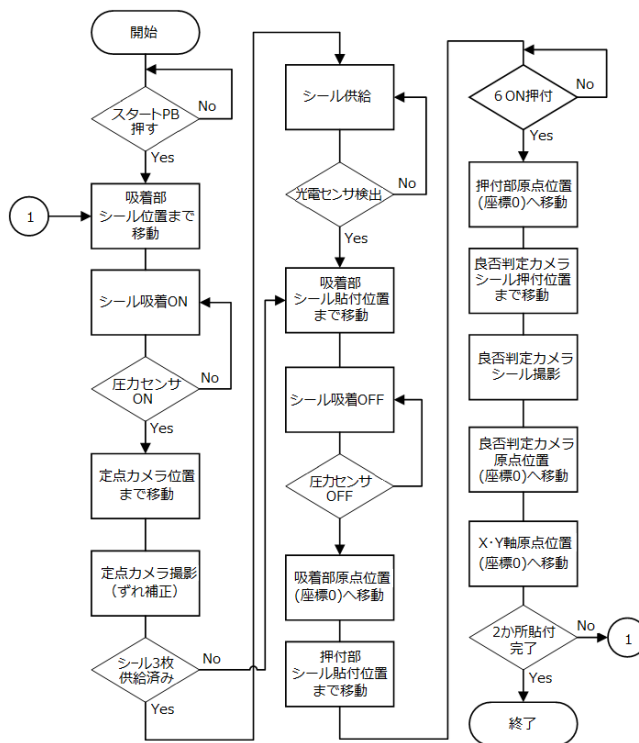 開始
スタートPB
押す
No
Yes
1
吸着部
シール位置まで
移動
シール吸着ON
圧力センサ
ON
No
Yes
定点カメラ位置
まで移動
定点カメラ撮影
(ずれ補正)
シール3枚
供給済み
No
Yes
シール供給
光電センサ検出
No
Yes
吸着部
シール貼付位置
まで移動
シール吸着OFF
圧力センサ
OFF
吸着部原点位置
(座標0)へ移動
押付部
シール貼付位置
まで移動
6ON押付
No
Yes
押付部原点位置
(座標0)へ移動
良否判定カメラ
シール押付位置
まで移動
良否判定カメラ
シール撮影
良否判定カメラ
原点位置
(座標0)へ移動
X・Y軸原点位置
(座標0)へ移動
2か所貼付
完了
No
1
Yes
終了